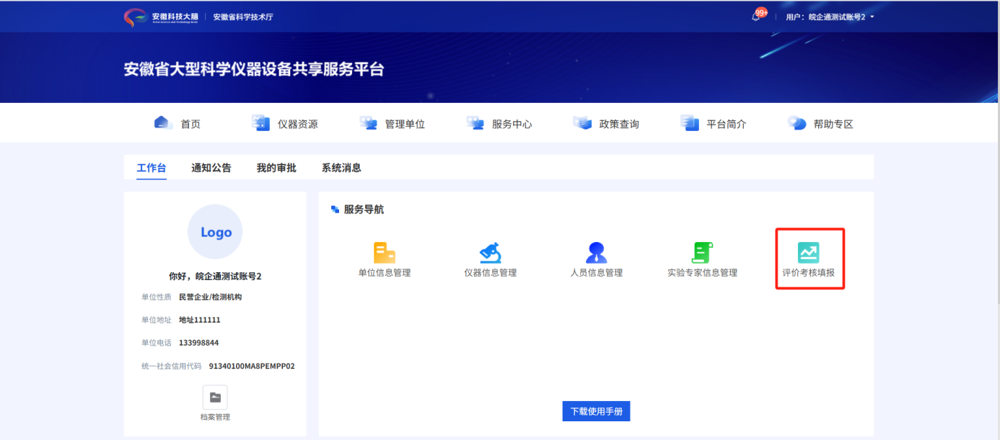 安徽科技大脑 安徽省科学技术厅 99+ 用户：皖企通测试账号2
Anhui Science and Technology Brain
安徽省大型科学仪器设备共享服务平台
首页 仪器资源 管理单位 服务中心 政策查询 平台简介 帮助专区
工作台 通知公告 我的审批 系统消息
服务导航
Logo
单位信息管理 仪器信息管理 人员信息管理 实验专家信息管理 评价考核填报
你好，皖企通测试账号2
单位性质 民营企业/检测机构
单位地址 地址111111
单位电话 133998844
统一社会信用代码 91340100MA8PEMPP02
下载使用手册
档案管理